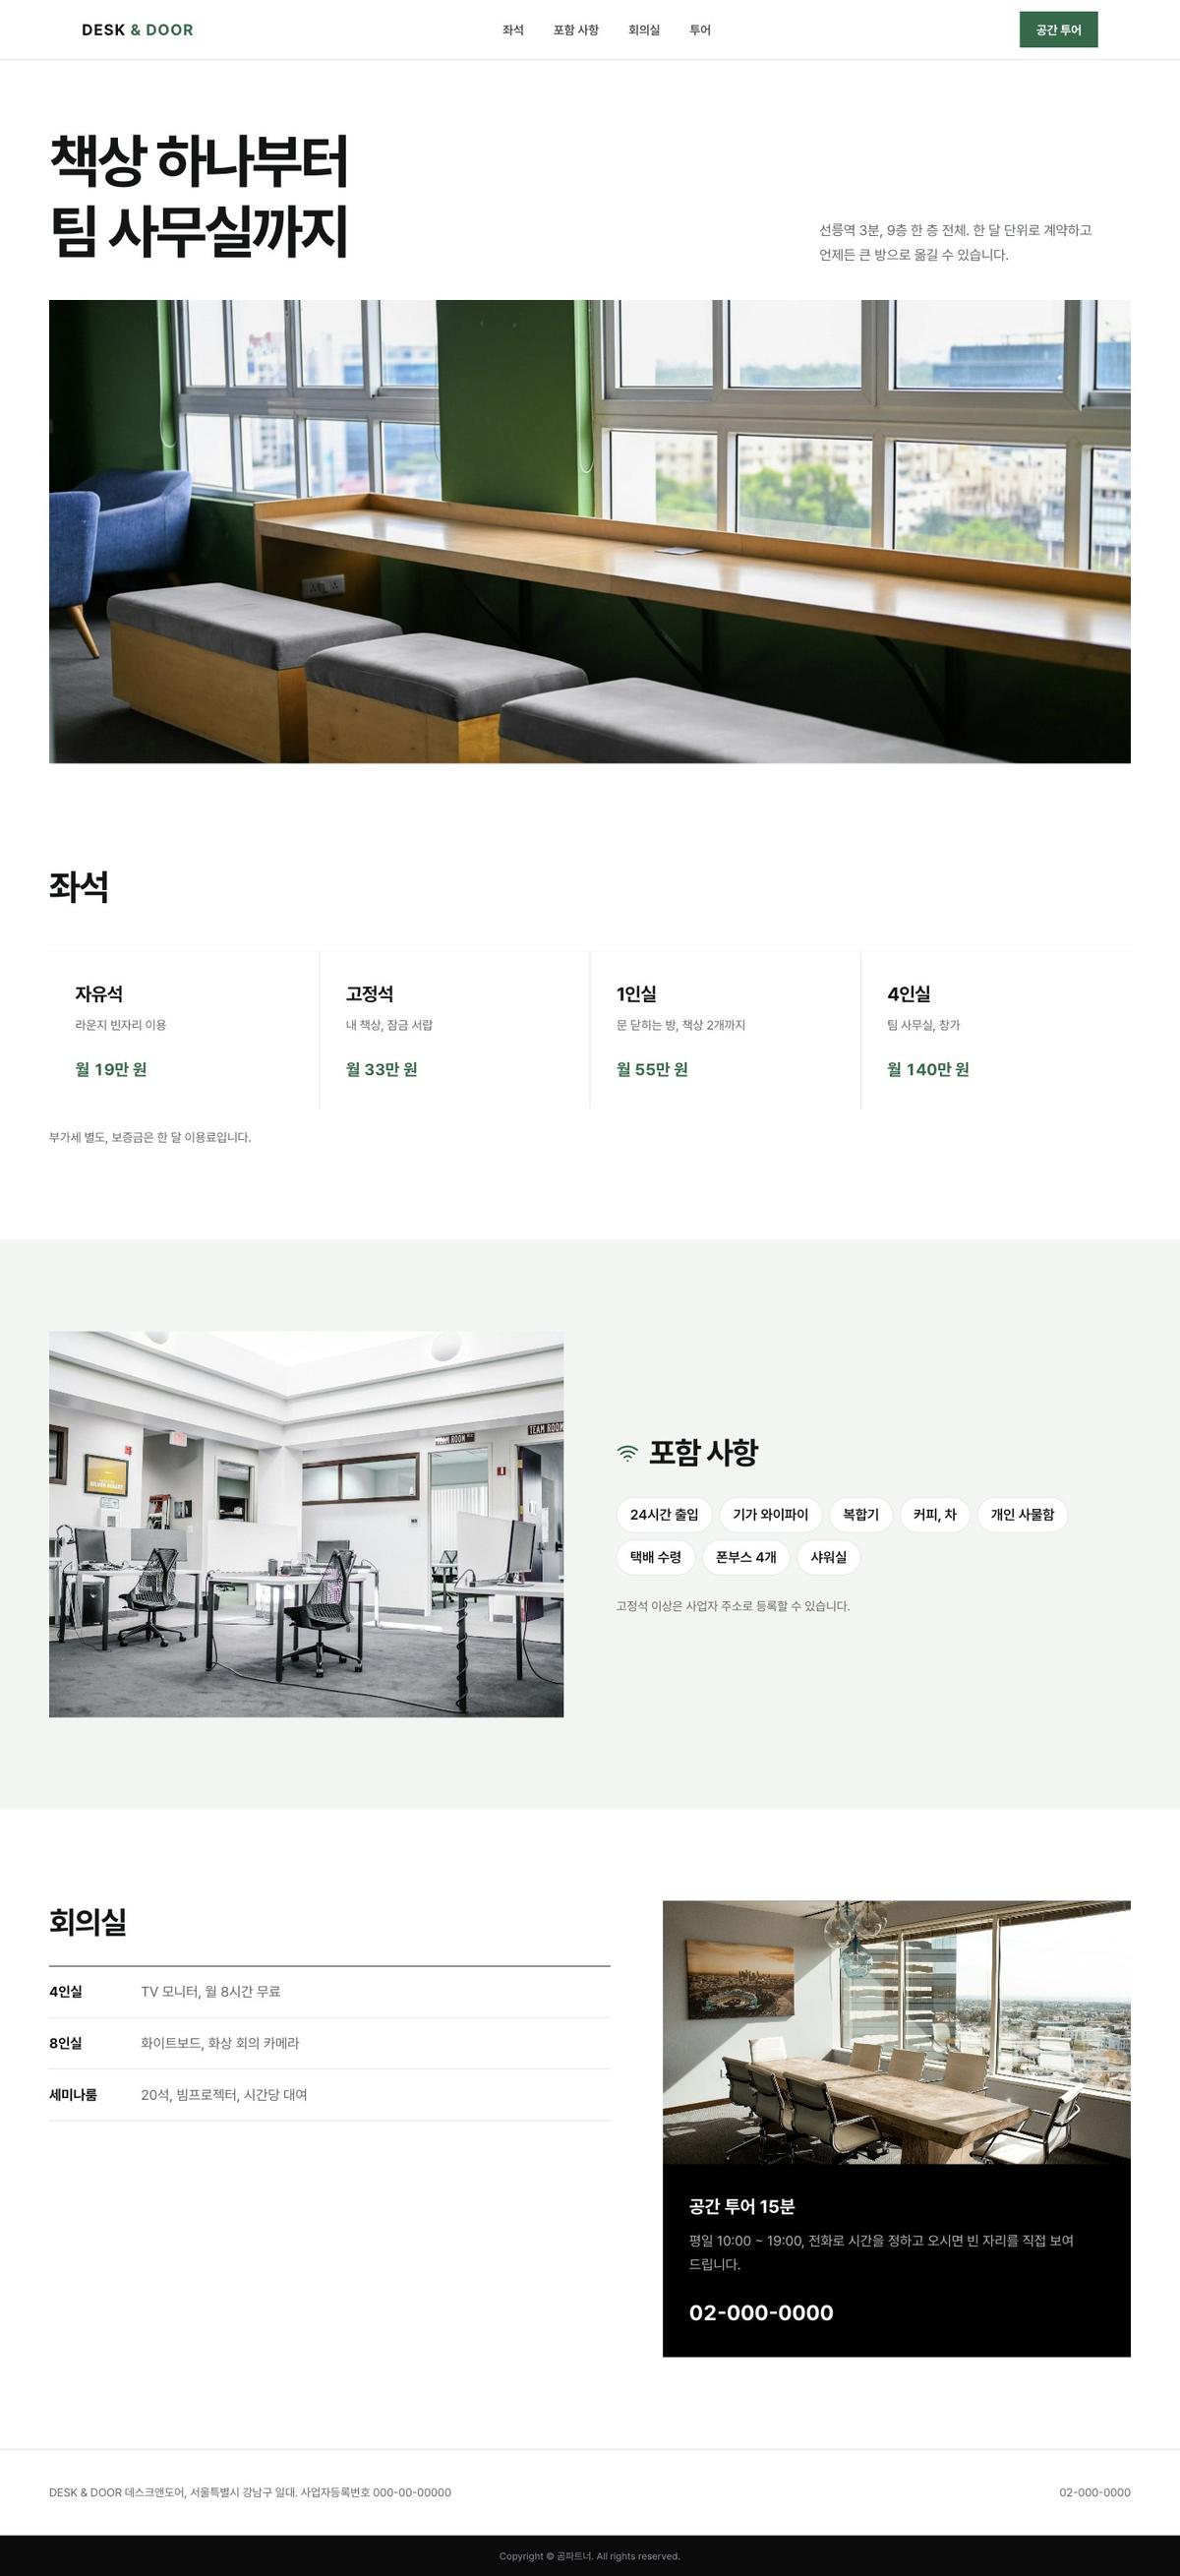 DESK & DOOR
좌석
포함 사항
회의실
투어
공간 투어
책상 하나부터
팀 사무실까지
선릉역 3분, 9층 한 층 전체. 한 달 단위로 계약하고
언제든 큰 방으로 옮길 수 있습니다.
좌석
자유석
라운지 빈자리 이용
월 19만 원
고정석
내 책상, 잠금 서랍
월 33만 원
1인실
문 닫히는 방, 책상 2개까지
월 55만 원
4인실
팀 사무실, 창가
월 140만 원
부가세 별도, 보증금은 한 달 이용료입니다.
TEAM ROOM
포함 사항
24시간 출입
기가 와이파이
복합기
커피, 차
개인 사물함
택배 수령
폰부스 4개
샤워실
고정석 이상은 사업자 주소로 등록할 수 있습니다.
회의실
4인실
TV 모니터, 월 8시간 무료
8인실
화이트보드, 화상 회의 카메라
세미나룸
20석, 빔프로젝터, 시간당 대여
공간 투어 15분
평일 10:00 ~ 19:00, 전화로 시간을 정하고 오시면 빈 자리를 직접 보여
드립니다.
02-000-0000
DESK & DOOR 데스크앤도어, 서울특별시 강남구 일대. 사업자등록번호 000-00-00000
02-000-0000
Copyright © 곰파트너. All rights reserved.